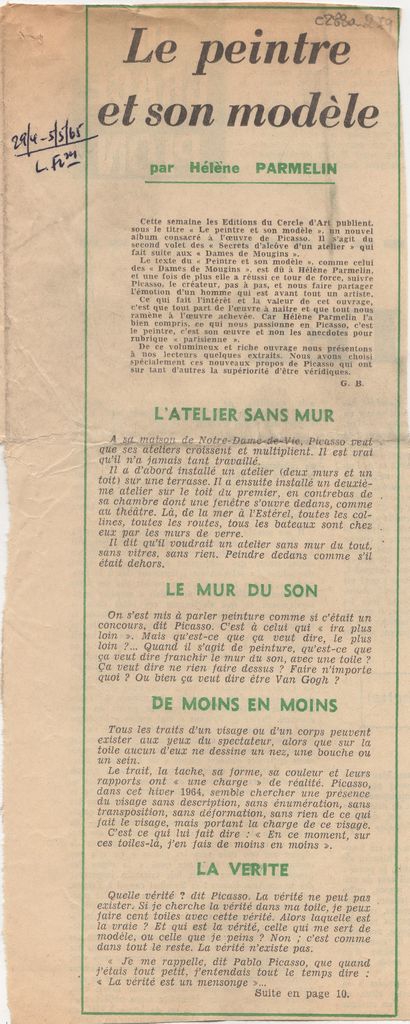 Le peintre
et son modèle
29/4-5/5/65
par Hélène PARMELIN
Cette semaine les Editions du Cercle d'Art publient,
sous le titre « Le peintre et son modèle », un nouvel
album consacré à l'œuvre de Picasso. Il s'agit du
second volet des « Secrets d'alcôve d'un atelier » qui
fait suite aux « Dames de Mougins ».
Le texte du « Peintre et son modèle », comme celui
des « Dames de Mougins », est dû à Hélène Parmelin,
et une fois de plus elle a réussi ce tour de force, suivre
Picasso, le créateur, pas à pas, et nous faire partager
l'émotion d'un homme qui est avant tout un artiste.
Ce qui fait l'intérêt et la valeur de cet ouvrage,
c'est que tout part de l'œuvre à naître et que tout nous
ramène à l'œuvre achevée. Car Hélène Parmelin l'a
bien compris, ce qui nous passionne en Picasso, c'est
le peintre, c'est son œuvre et non les anecdotes pour
rubrique « parisienne ».
De ce volumineux et riche ouvrage nous présentons
à nos lecteurs quelques extraits. Nous avons choisi
spécialement ces nouveaux propos de Picasso qui ont
sur tant d'autres la supériorité d'être véridiques.
G. B.
L'ATELIER SANS MUR
A sa maison de Notre-Dame-de-Vie, Picasso veut
que ses ateliers croissent et multiplient. Il est vrai
qu'il n'a jamais tant travaillé.
Il a d'abord installé un atelier (deux murs et un
toit) sur une terrasse. Il a ensuite installé un deuxiè-
me atelier sur le toit du premier, en contrebas de
sa chambre dont une fenêtre s'ouvre dedans, comme
au théâtre. Là, de la mer à l'Estérel, toutes les col-
lines, toutes les routes, tous les bateaux sont chez
eux par les murs de verre.
Il dit qu'il voudrait un atelier sans mur du tout,
sans vitres, sans rien. Peindre dedans comme s'il
était dehors.
LE MUR DU SON
On s'est mis à parler peinture comme si c'était un
concours, dit Picasso. C'est à celui qui « ira plus
loin ». Mais qu'est-ce que ça veut dire, le plus
loin ?... Quand il s'agit de peinture, qu'est-ce que
ça veut dire franchir le mur du son, avec une toile ?
Ça veut dire ne rien faire dessus ? Faire n'importe
quoi ? Ou bien ça veut dire être Van Gogh ?
DE MOINS EN MOINS
Tous les traits d'un visage ou d'un corps peuvent
exister aux yeux du spectateur, alors que sur la
toile aucun d'eux ne dessine un nez, une bouche ou
un sein.
Le trait, la tache, sa forme, sa couleur et leurs
rapports ont « une charge » de réalité. Picasso,
dans cet hiver 1964, semble chercher une présence
du visage sans description, sans énumération, sans
transposition, sans déformation, sans rien de ce qui
fait le visage, mais portant la charge de ce visage.
C'est ce qui lui fait dire : « En ce moment, sur
ces toiles-là, j'en fais de moins en moins ».
LA VERITE
Quelle vérité ? dit Picasso. La vérité ne peut pas
exister. Si je cherche la vérité dans ma toile, je peux
faire cent toiles avec cette vérité. Alors laquelle est
la vraie ? Et qui est la vérité, celle qui me sert de
modèle, ou celle que je peins ? Non ; c'est comme
dans tout le reste. La vérité n'existe pas.
« Je me rappelle, dit Pablo Picasso, que quand
j'étais tout petit, j'entendais tout le temps dire :
« La vérité est un mensonge »...
Suite en page 10.